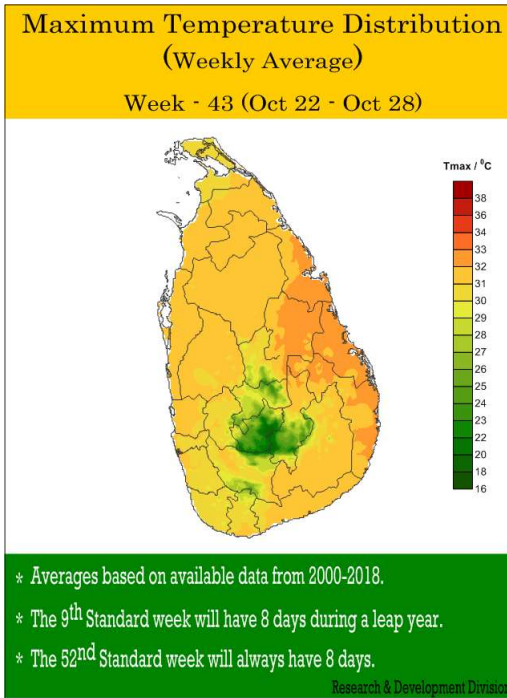 Maximum Temperature Distribution
(Weekly Average)
Week - 43 (Oct 22 - Oct 28)
Tmax / ⁰C
38
36
34
33
32
31
30
29
28
27
26
25
24
23
22
20
18
16
* Averages based on available data from 2000-2018.
* The 9th Standard week will have 8 days during a leap year.
* The 52nd Standard week will always have 8 days.
Research & Development Division